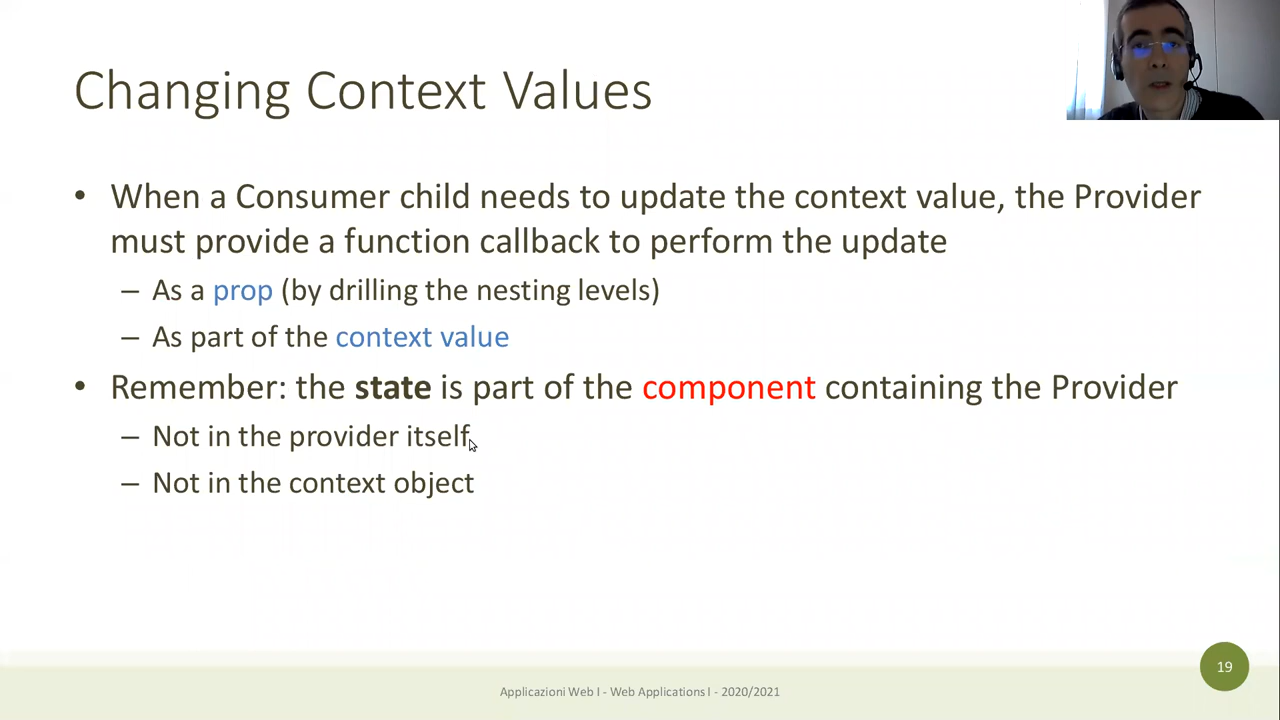 Changing Context Values
• When a Consumer child needs to update the context value, the Provider
must provide a function callback to perform the update
– As a prop (by drilling the nesting levels)
– As part of the context value
• Remember: the state is part of the component containing the Provider
– Not in the provider itself
– Not in the context object
19
Applicazioni Web I - Web Applications I - 2020/2021